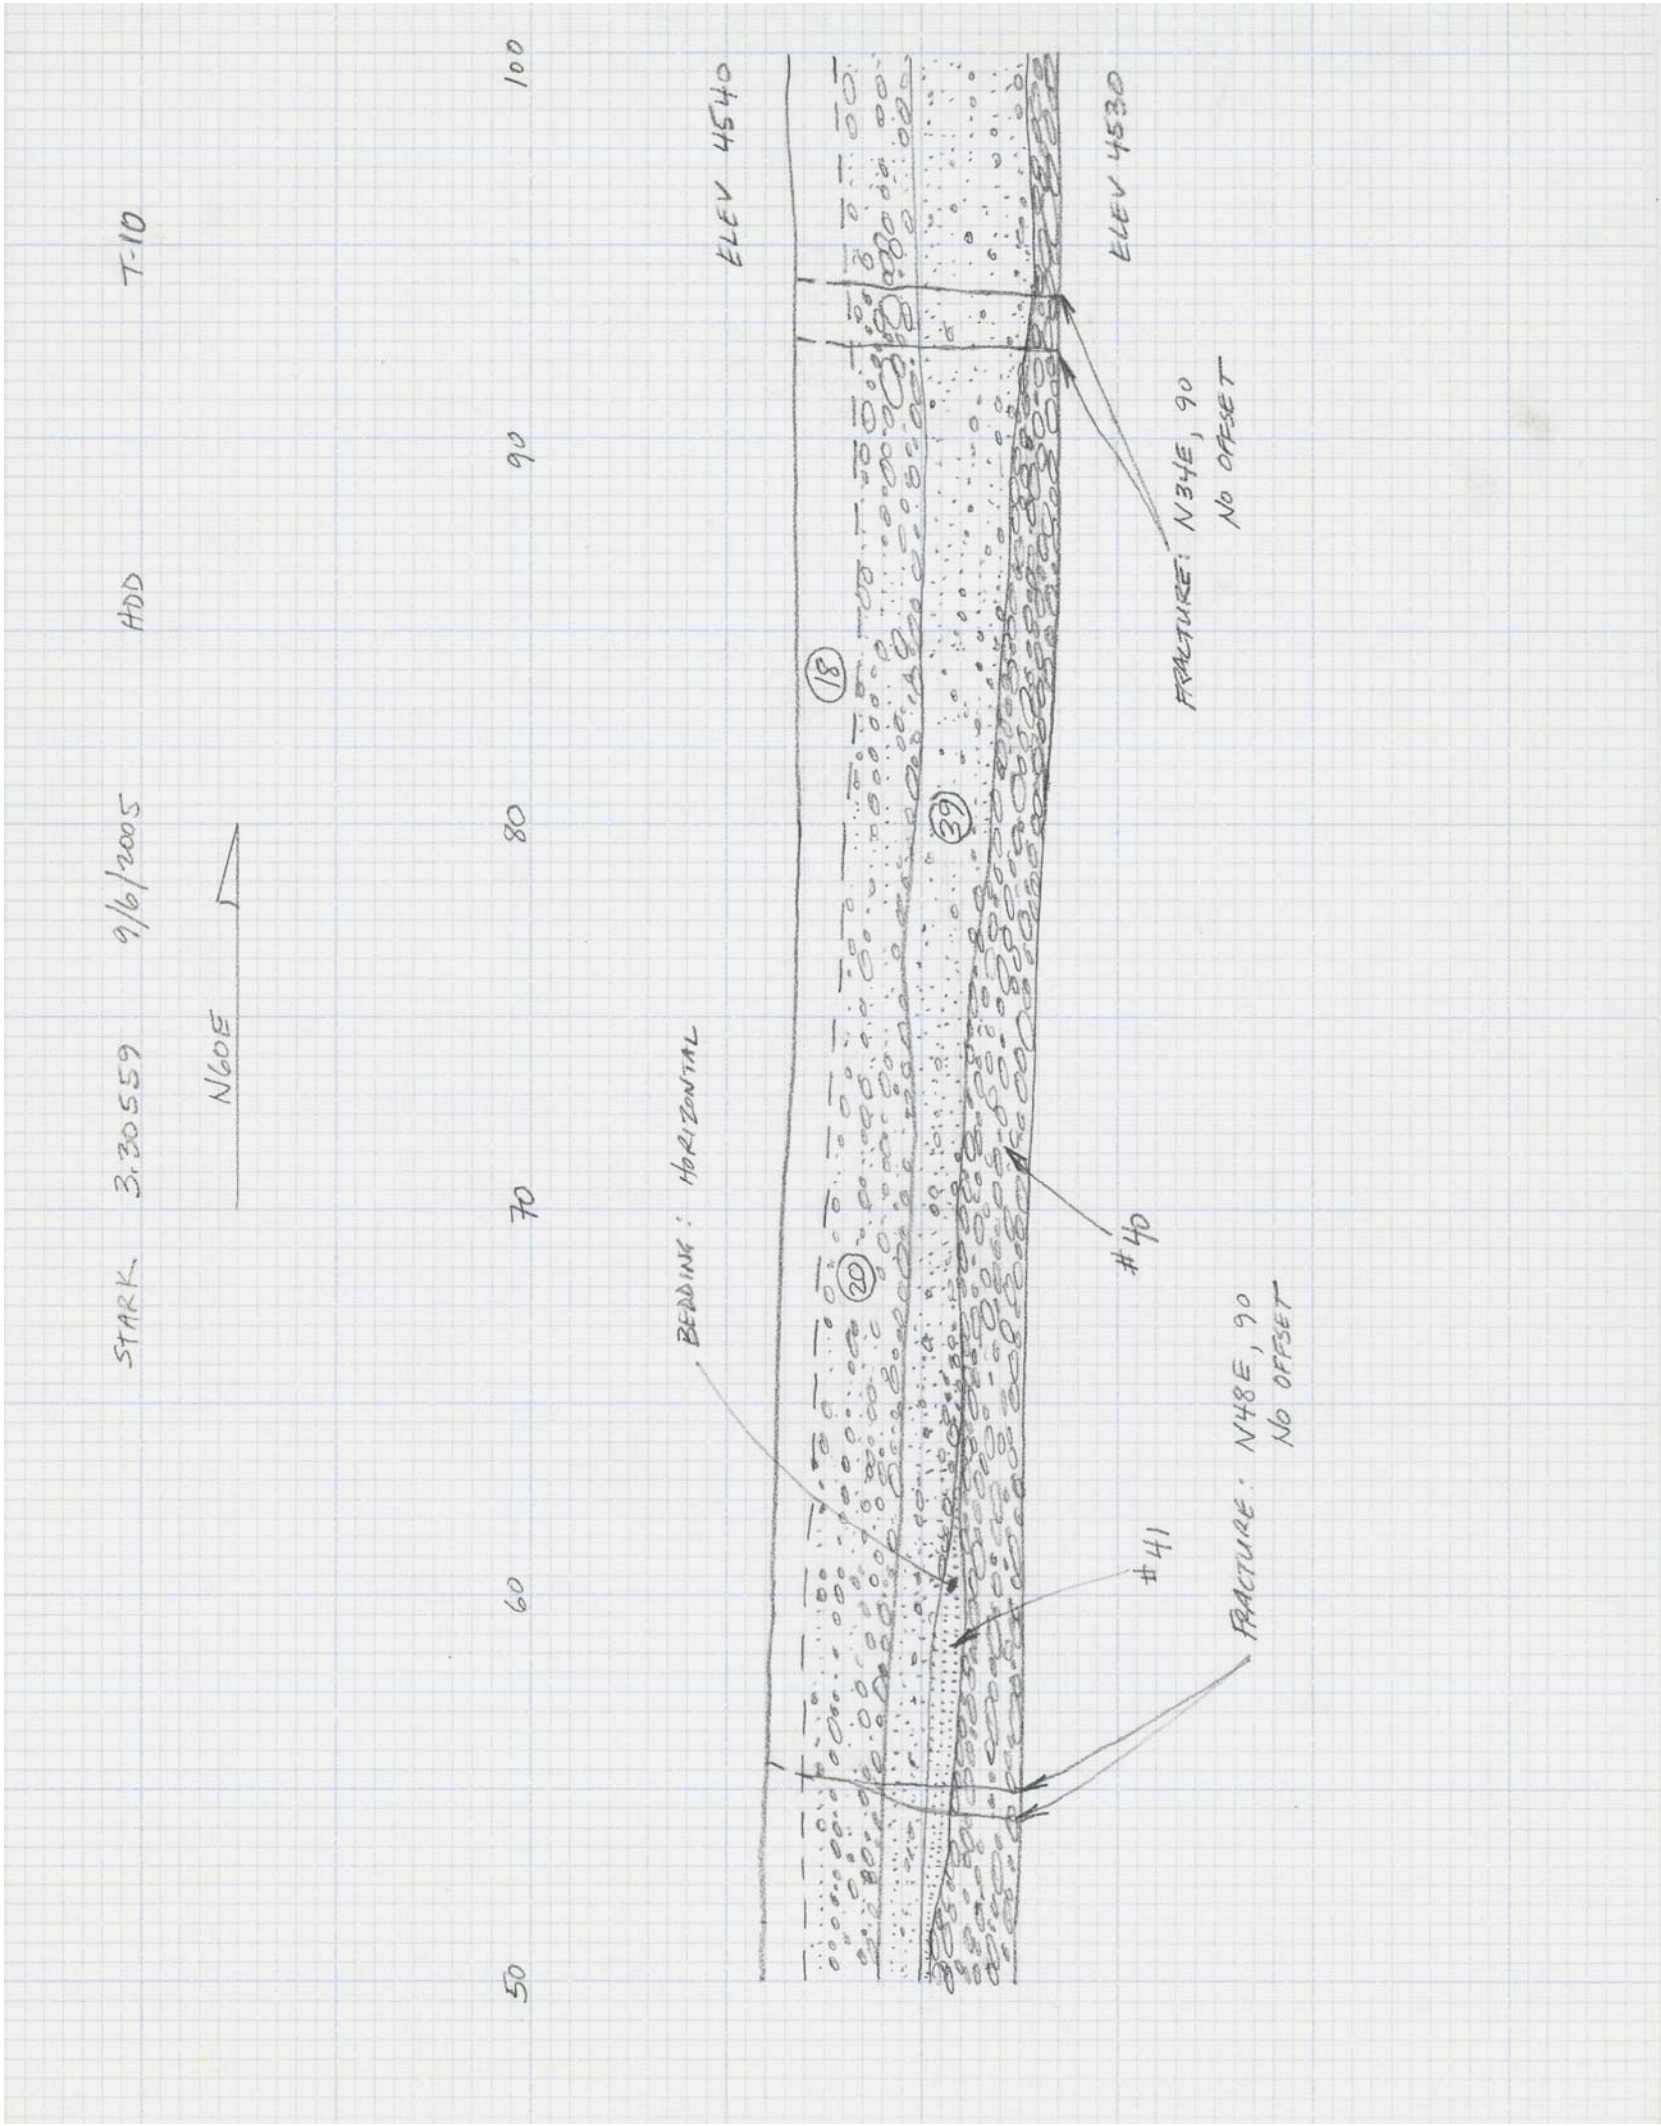 STARK 3.30559 9/6/2005 HDD T-10
N60E
50 60 70 80 90 100
BEDDING: HORIZONTAL
ELEV 4540
18
20
39
ELEV 4530
#40
#41
FRACTURE: N34E, 90
NO OFFSET
FRACTURE: N48E, 90
NO OFFSET